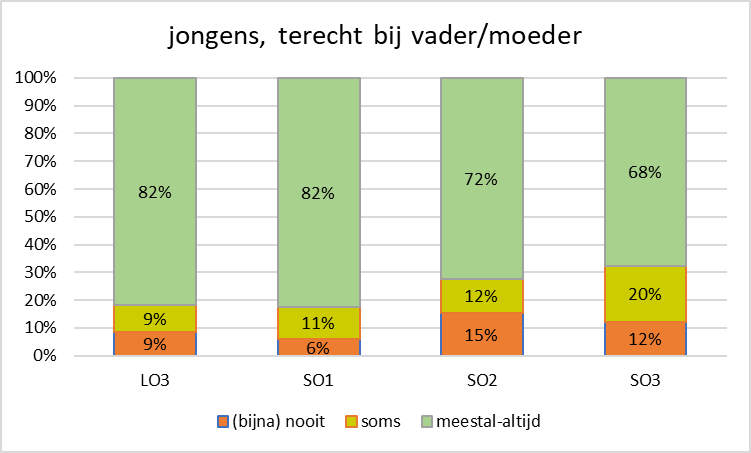 jongens, terecht bij vader/moeder
100%
90%
80%
70%
60%
50%
40%
30%
20%
10%
0%
82% 82% 72% 68%
9% 11% 12% 20%
9% 6% 15% 12%
LO3 SO1 SO2 SO3
(bijna) nooit soms meestal-altijd